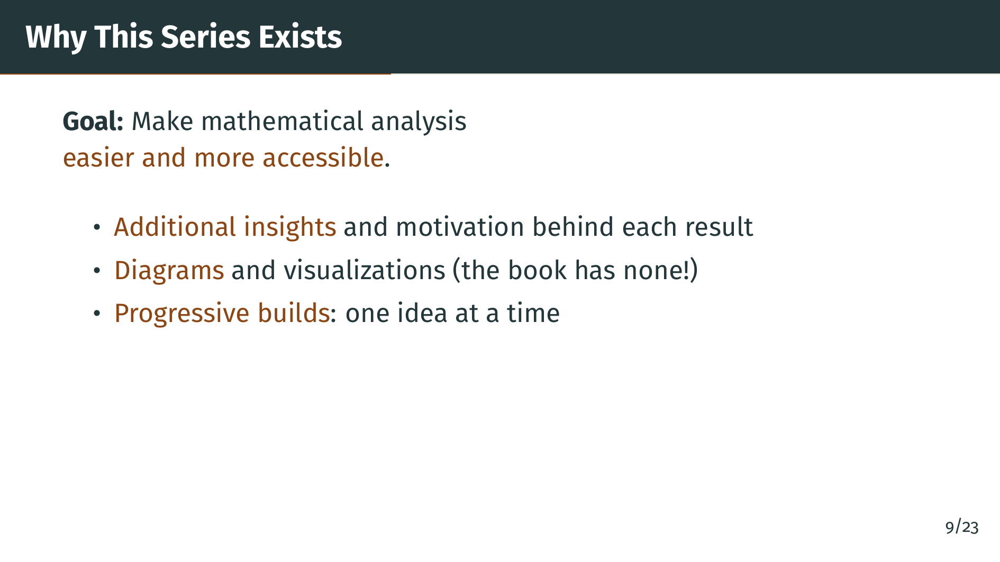 Why This Series Exists
Goal: Make mathematical analysis
easier and more accessible.
• Additional insights and motivation behind each result
• Diagrams and visualizations (the book has none!)
• Progressive builds: one idea at a time
9/23